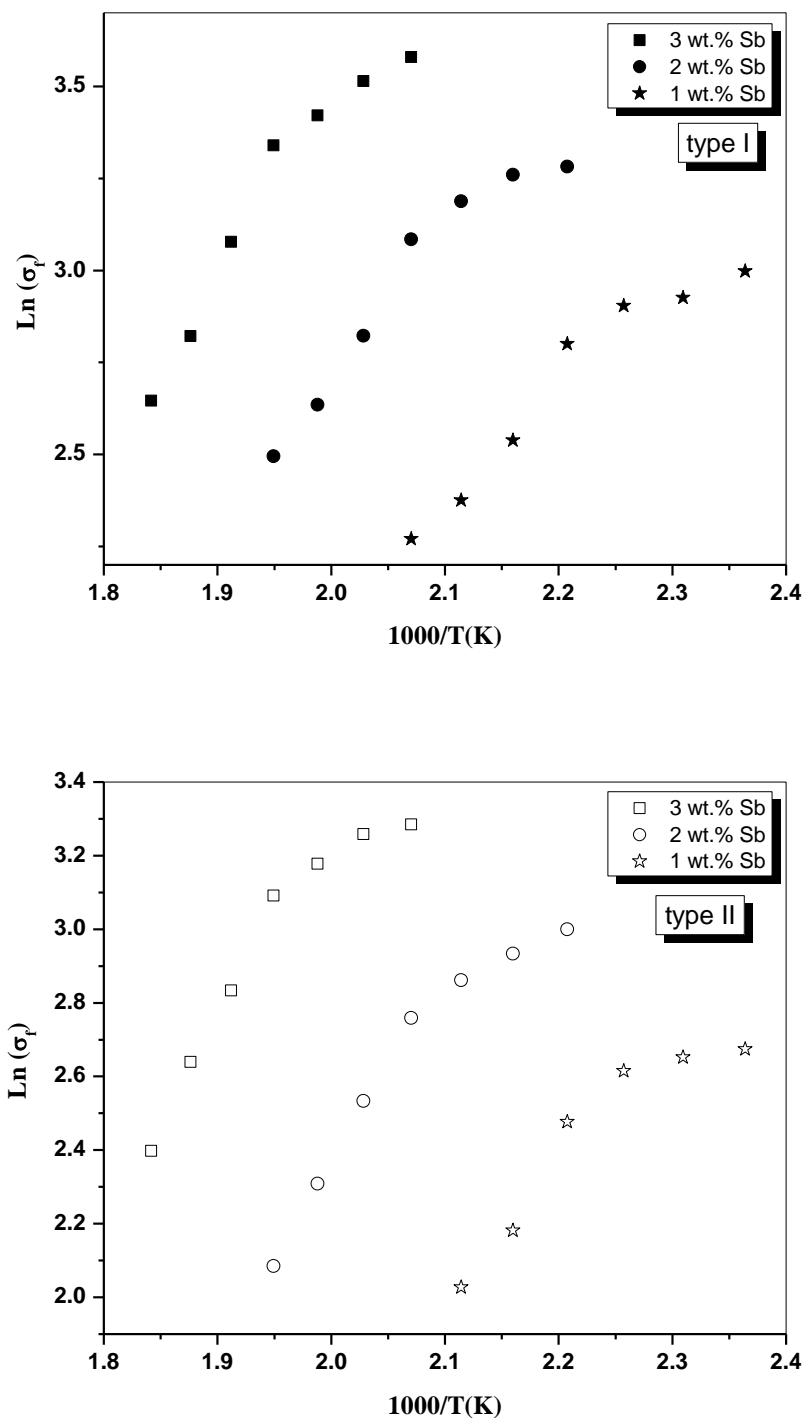 3 wt.% Sb
2 wt.% Sb
1 wt.% Sb
type I
3.5
3.0
2.5
Ln (σf)
1.8 1.9 2.0 2.1 2.2 2.3 2.4
1000/T(K)
3.4
3 wt.% Sb
2 wt.% Sb
1 wt.% Sb
type II
3.2
3.0
2.8
2.6
2.4
2.2
2.0
Ln (σf)
1.8 1.9 2.0 2.1 2.2 2.3 2.4
1000/T(K)